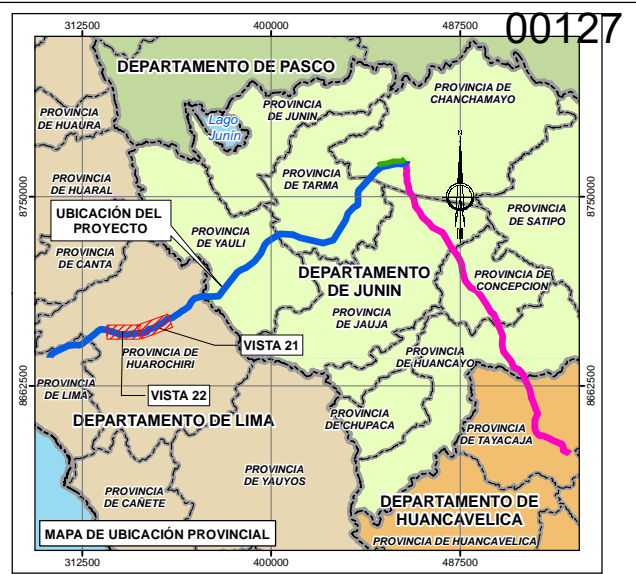 00127
312500
400000
487500
DEPARTAMENTO DE PASCO
PROVINCIA DE
CHANCHAMAYO
PROVINCIA
DE JUNIN
PROVINCIA
DE HUAURA
Lago
Junín
PROVINCIA
DE TARMA
PROVINCIA
DE HUARAL
8750000
8750000
UBICACIÓN DEL
PROYECTO
PROVINCIA
DE SATIPO
PROVINCIA
DE YAULI
PROVINCIA
DE CANTA
DEPARTAMENTO
DE JUNIN
PROVINCIA DE
CONCEPCION
PROVINCIA
DE JAUJA
VISTA 21
PROVINCIA DE
HUAROCHIRI
PROVINCIA
DE HUANCAYO
PROVINCIA
DE LIMA
VISTA 22
8662500
8662500
DEPARTAMENTO DE LIMA
PROVINCIA
DE CHUPACA
PROVINCIA
DE TAYACAJA
PROVINCIA
DE YAUYOS
PROVINCIA
DE CAÑETE
DEPARTAMENTO DE
HUANCAVELICA
MAPA DE UBICACIÓN PROVINCIAL
PROVINCIA DE HUANCAVELICA
312500
400000
487500